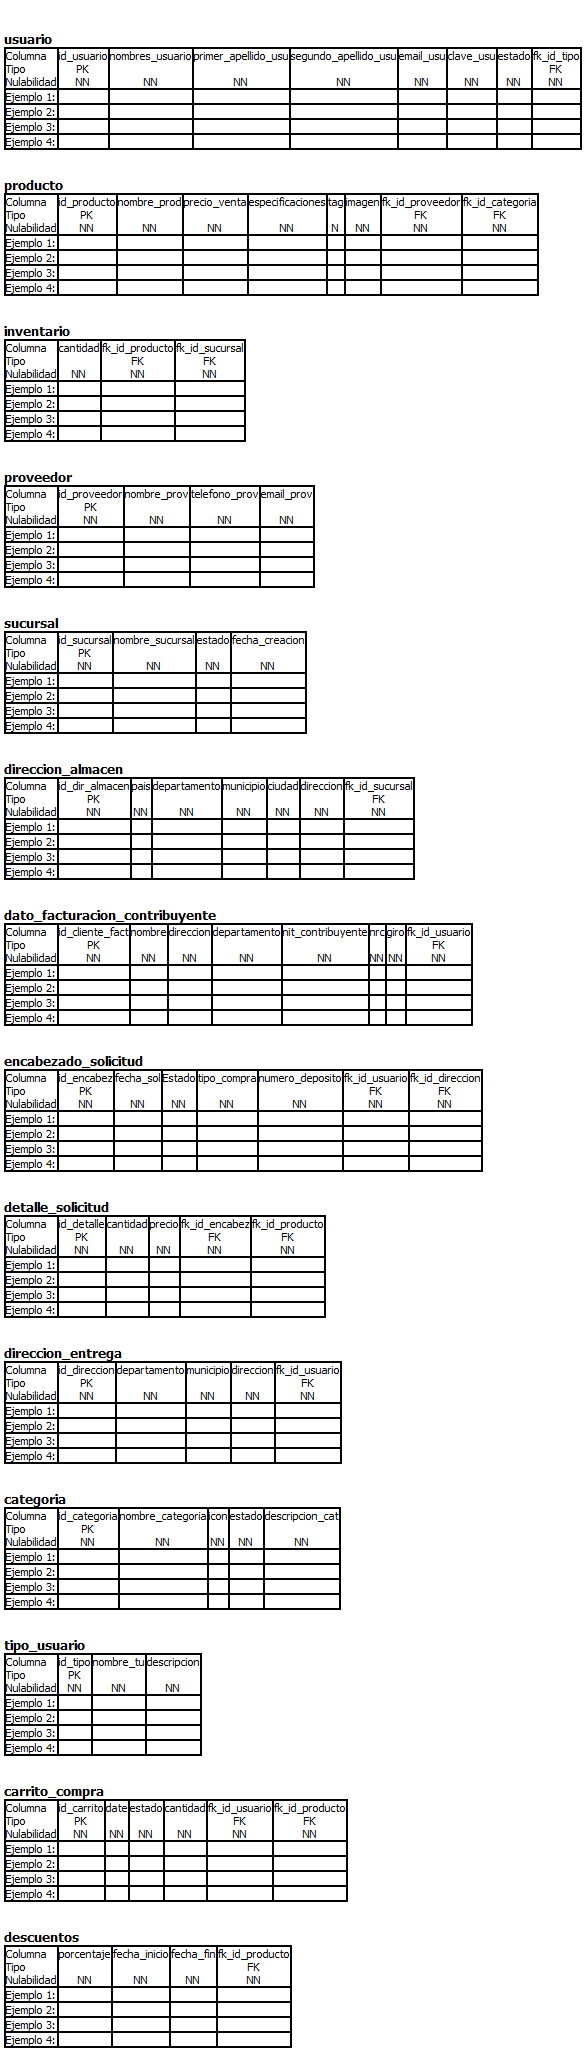 usuario
Columna id_usuario nombres_usuario primer_apellido_usu segundo_apellido_usu email_usu clave_usu estado fk_id_tipo
Tipo PK FK
Nulabilidad NN NN NN NN NN NN NN NN
Ejemplo 1:
Ejemplo 2:
Ejemplo 3:
Ejemplo 4:
producto
Columna id_producto nombre_prod precio_venta especificaciones tag imagen fk_id_proveedor fk_id_categoria
Tipo PK FK FK
Nulabilidad NN NN NN NN N NN NN NN
Ejemplo 1:
Ejemplo 2:
Ejemplo 3:
Ejemplo 4:
inventario
Columna cantidad fk_id_producto fk_id_sucursal
Tipo FK FK
Nulabilidad NN NN NN
Ejemplo 1:
Ejemplo 2:
Ejemplo 3:
Ejemplo 4:
proveedor
Columna id_proveedor nombre_prov telefono_prov email_prov
Tipo PK
Nulabilidad NN NN NN NN
Ejemplo 1:
Ejemplo 2:
Ejemplo 3:
Ejemplo 4:
sucursal
Columna id_sucursal nombre_sucursal estado fecha_creacion
Tipo PK
Nulabilidad NN NN NN NN
Ejemplo 1:
Ejemplo 2:
Ejemplo 3:
Ejemplo 4:
direccion_almacen
Columna id_dir_almacen pais departamento municipio ciudad direccion fk_id_sucursal
Tipo PK FK
Nulabilidad NN NN NN NN NN NN NN
Ejemplo 1:
Ejemplo 2:
Ejemplo 3:
Ejemplo 4:
dato_facturacion_contribuyente
Columna id_cliente_fact nombre direccion departamento nit_contribuyente nrc giro fk_id_usuario
Tipo PK FK
Nulabilidad NN NN NN NN NN NN NN NN
Ejemplo 1:
Ejemplo 2:
Ejemplo 3:
Ejemplo 4:
encabezado_solicitud
Columna id_encabez fecha_sol Estado tipo_compra numero_deposito fk_id_usuario fk_id_direccion
Tipo PK FK FK
Nulabilidad NN NN NN NN NN NN NN
Ejemplo 1:
Ejemplo 2:
Ejemplo 3:
Ejemplo 4:
detalle_solicitud
Columna id_detalle cantidad precio fk_id_encabez fk_id_producto
Tipo PK FK FK
Nulabilidad NN NN NN NN NN
Ejemplo 1:
Ejemplo 2:
Ejemplo 3:
Ejemplo 4:
direccion_entrega
Columna id_direccion departamento municipio direccion fk_id_usuario
Tipo PK FK
Nulabilidad NN NN NN NN NN
Ejemplo 1:
Ejemplo 2:
Ejemplo 3:
Ejemplo 4:
categoria
Columna id_categoria nombre_categoria icon estado descripcion_cat
Tipo PK
Nulabilidad NN NN NN NN NN
Ejemplo 1:
Ejemplo 2:
Ejemplo 3:
Ejemplo 4:
tipo_usuario
Columna id_tipo nombre_tu descripcion
Tipo PK
Nulabilidad NN NN NN
Ejemplo 1:
Ejemplo 2:
Ejemplo 3:
Ejemplo 4:
carrito_compra
Columna id_carrito date estado cantidad fk_id_usuario fk_id_producto
Tipo PK FK FK
Nulabilidad NN NN NN NN NN NN
Ejemplo 1:
Ejemplo 2:
Ejemplo 3:
Ejemplo 4:
descuentos
Columna porcentaje fecha_inicio fecha_fin fk_id_producto
Tipo FK
Nulabilidad NN NN NN NN
Ejemplo 1:
Ejemplo 2:
Ejemplo 3:
Ejemplo 4: